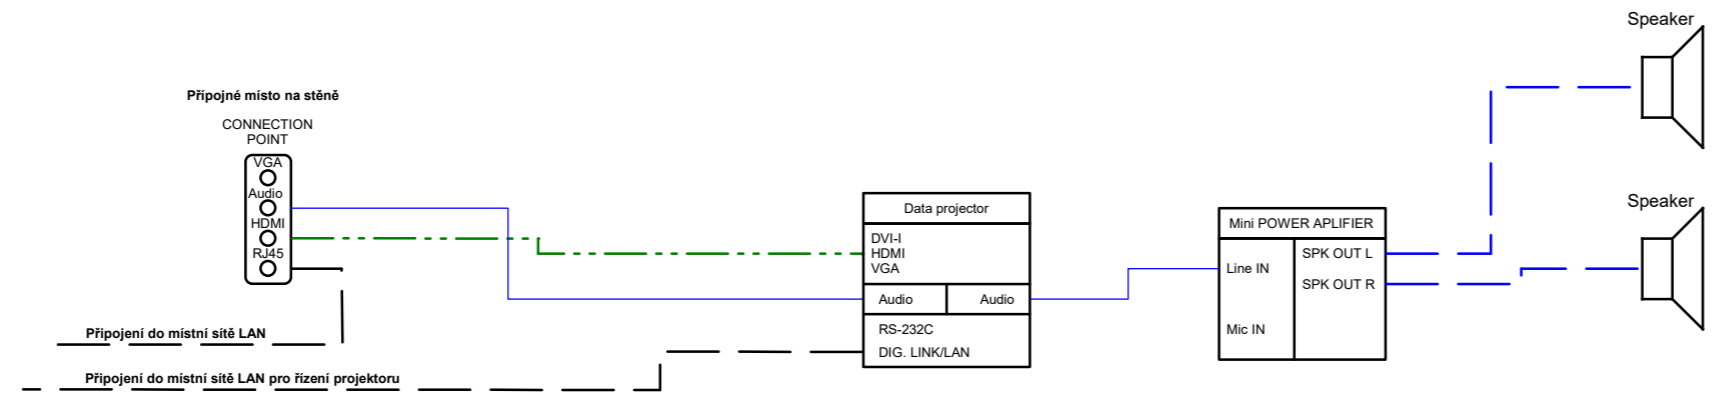 Speaker
Přípojné místo na stěně
CONNECTION
POINT
VGA
Audio
HDMI
RJ45
Data projector
DVI-I
HDMI
VGA
Audio
Audio
RS-232C
DIG. LINK/LAN
Speaker
Mini POWER APLIFIER
Line IN
SPK OUT L
SPK OUT R
Mic IN
Připojení do místní sítě LAN
Připojení do místní sítě LAN pro řízení projektoru